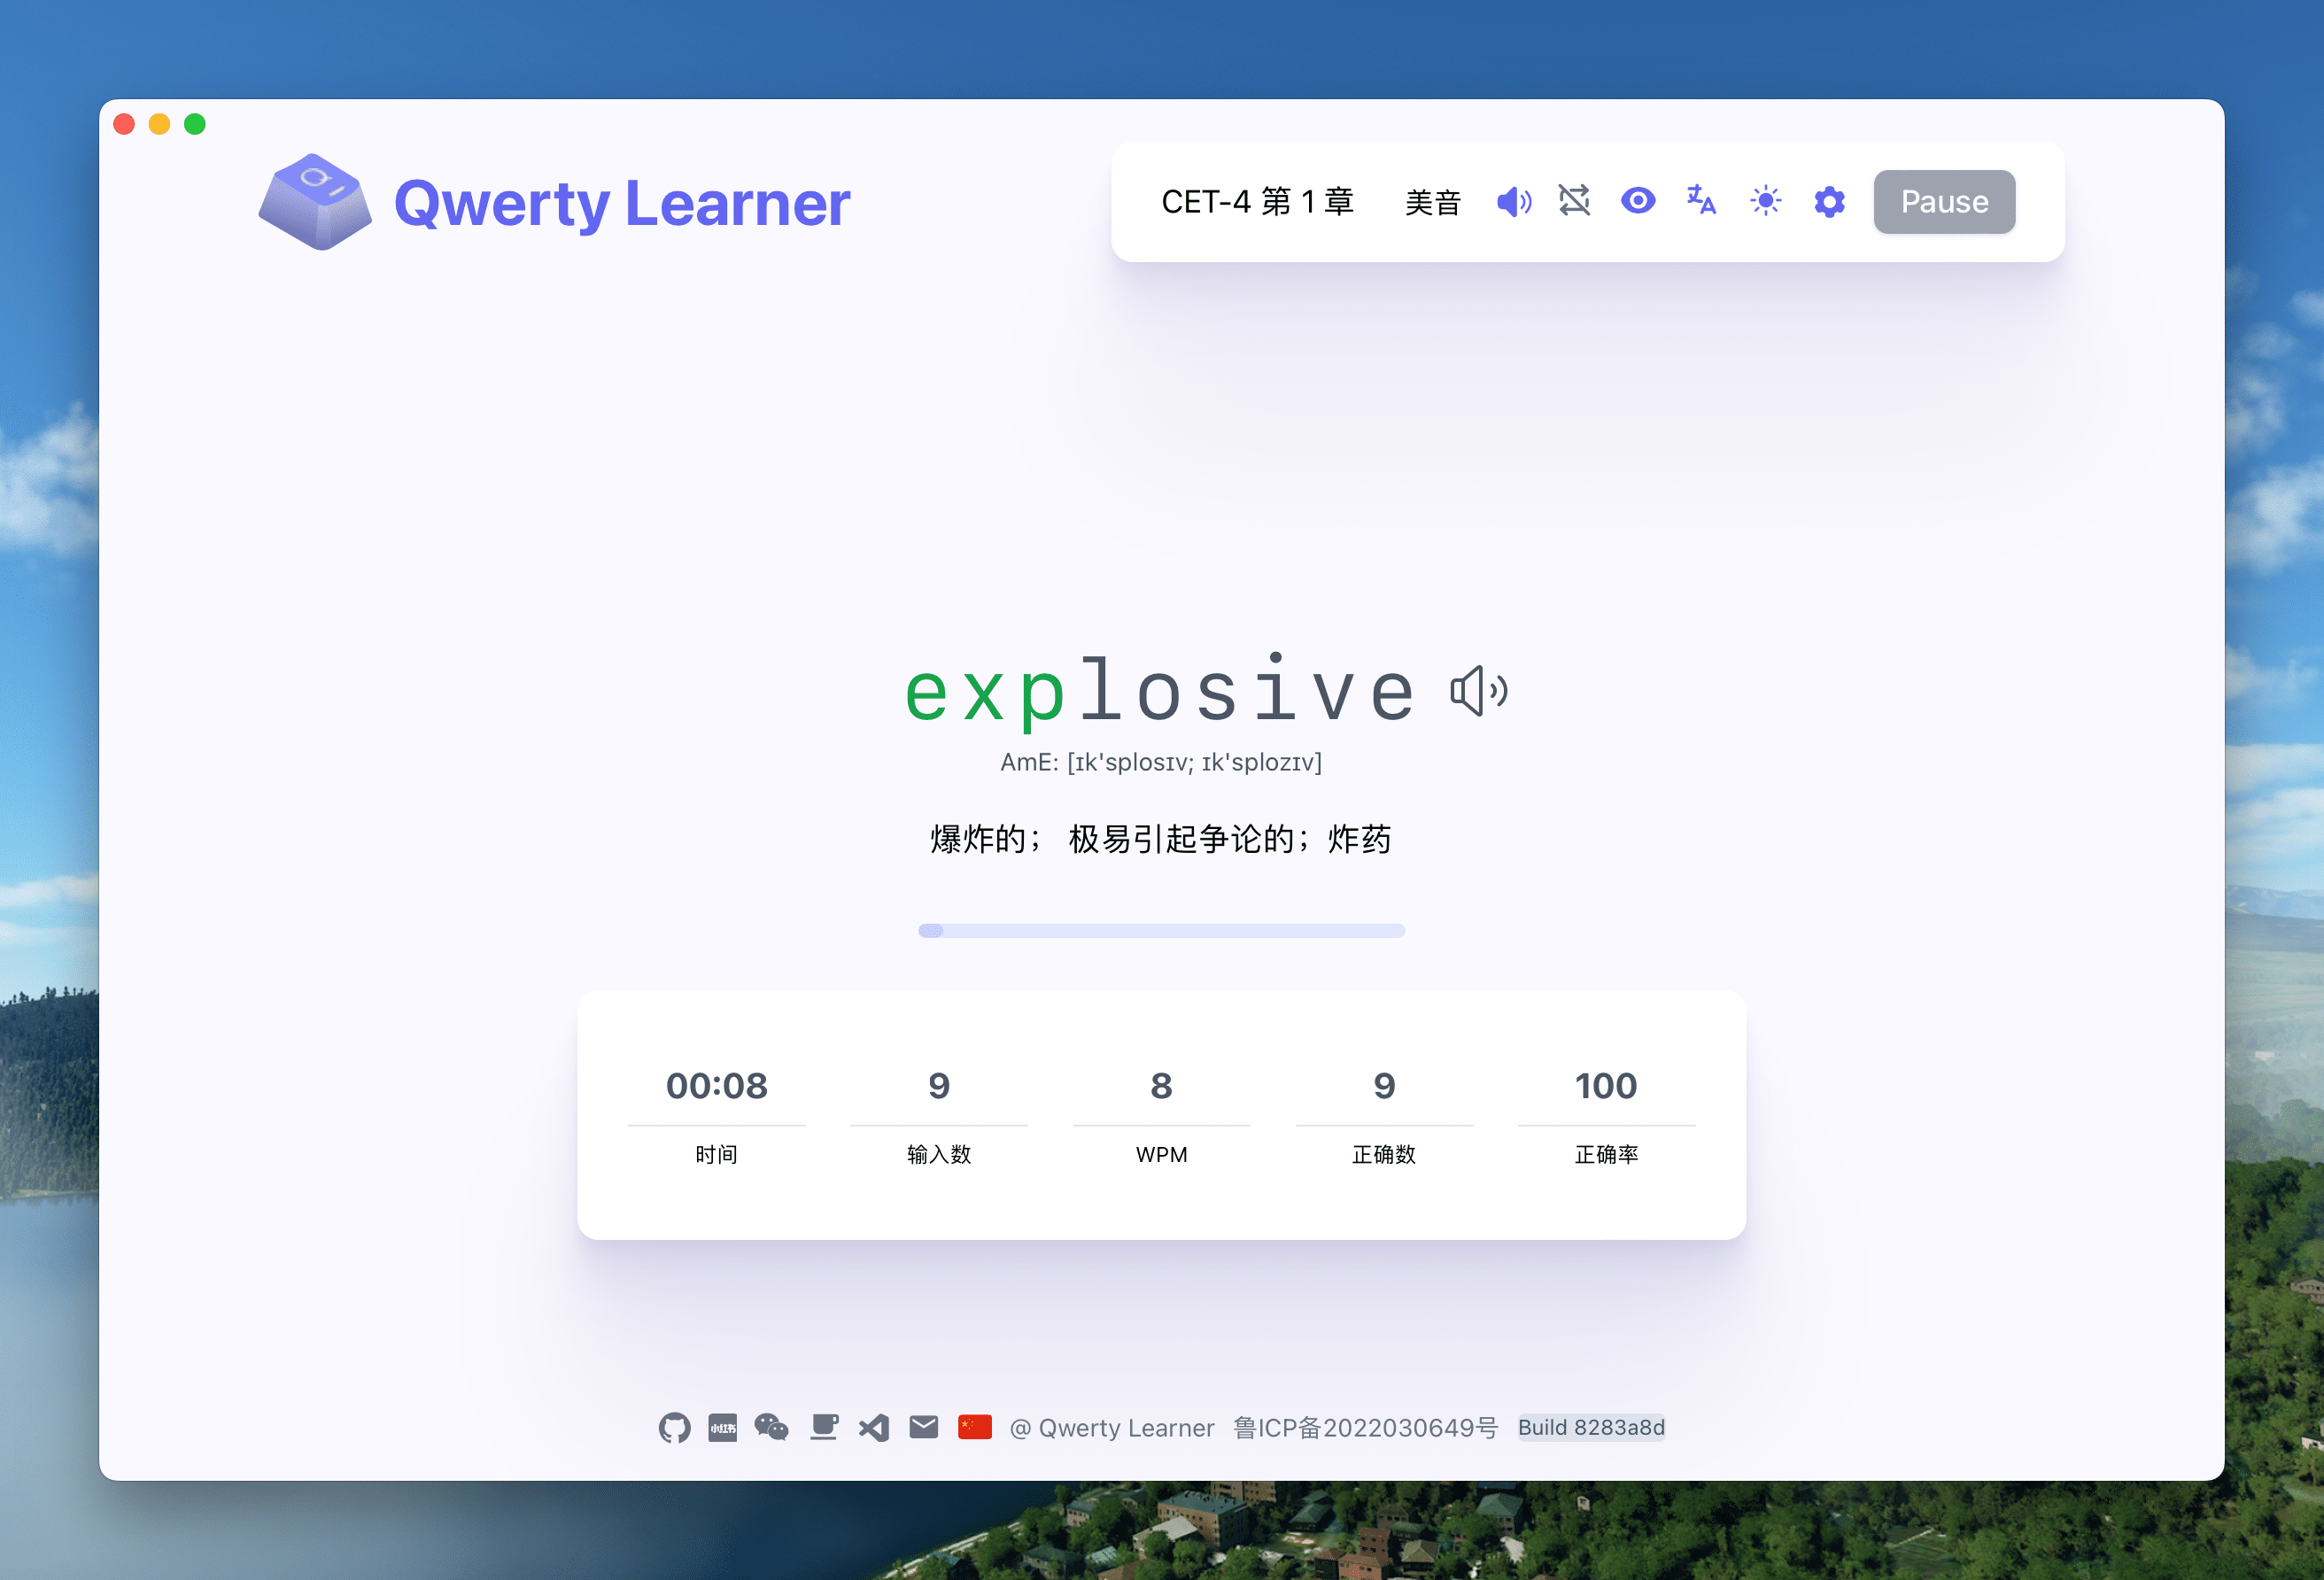 Qwerty Learner
CET-4 第 1 章 美音 Pause
explosive
AmE: [ɪk'splosɪv; ɪk'splozɪv]
爆炸的； 极易引起争论的；炸药
00:08 9 8 9 100
时间 输入数 WPM 正确数 正确率
小红书 @ Qwerty Learner 鲁ICP备2022030649号 Build 8283a8d